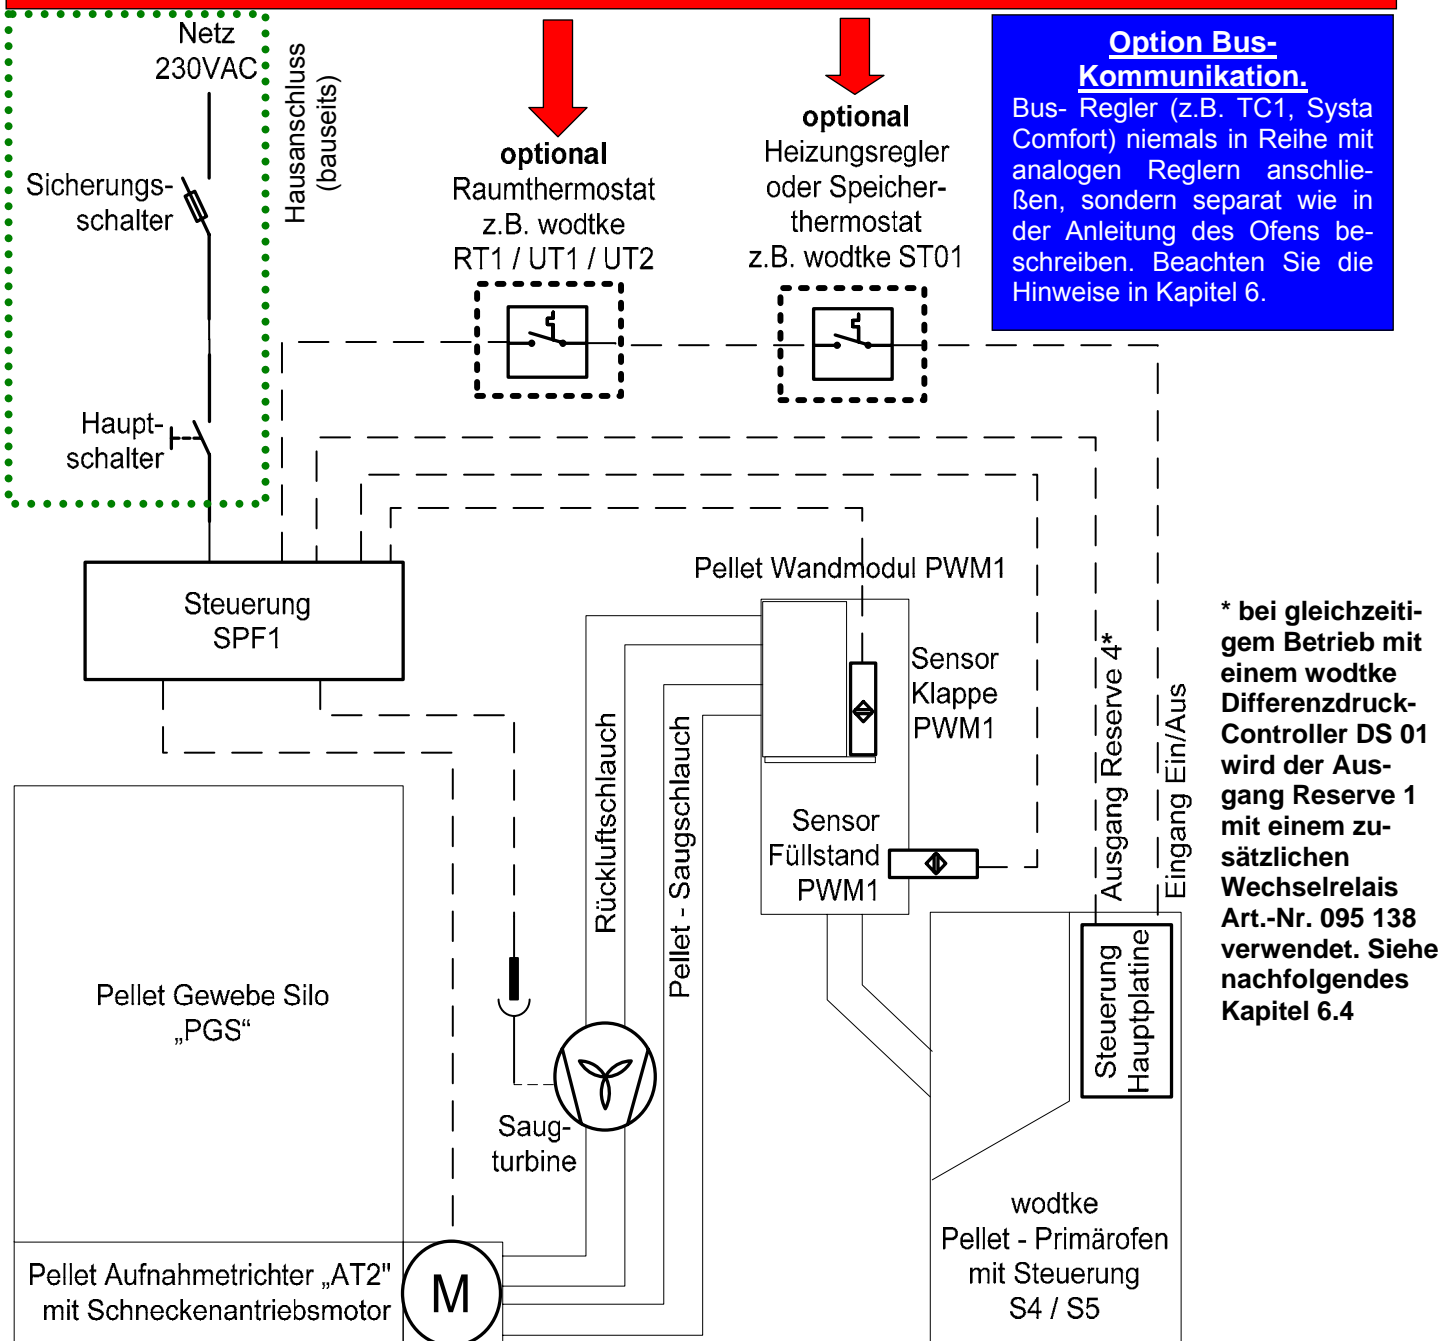 Netz
230VAC
Sicherungs-
schalter
Haupt-
schalter
Hausanschluss
(bauseits)
optional
Raumthermostat
z.B. wodtke
RT1 / UT1 / UT2
optional
Heizungsregler
oder Speicher-
thermostat
z.B. wodtke ST01
Option Bus-
Kommunikation.
Bus- Regler (z.B. TC1, Systa
Comfort) niemals in Reihe mit
analogen Reglern anschlie-
ßen, sondern separat wie in
der Anleitung des Ofens be-
schreiben. Beachten Sie die
Hinweise in Kapitel 6.
Steuerung
SPF1
Pellet Wandmodul PWM1
Sensor
Klappe
PWM1
Sensor
Füllstand
PWM1
Rückluftschlauch
Pellet - Saugschlauch
Ausgang Reserve 4*
Eingang Ein/Aus
* bei gleichzeiti-
gem Betrieb mit
einem wodtke
Differenzdruck-
Controller DS 01
wird der Aus-
gang Reserve 1
mit einem zu-
sätzlichen
Wechselrelais
Art.-Nr. 095 138
verwendet. Siehe
nachfolgendes
Kapitel 6.4
Steuerung
Hauptplatine
Pellet Gewebe Silo
„PGS“
Saug-
turbine
Pellet Aufnahmetrichter „AT2"
mit Schneckenantriebsmotor
M
wodtke
Pellet - Primärofen
mit Steuerung
S4 / S5